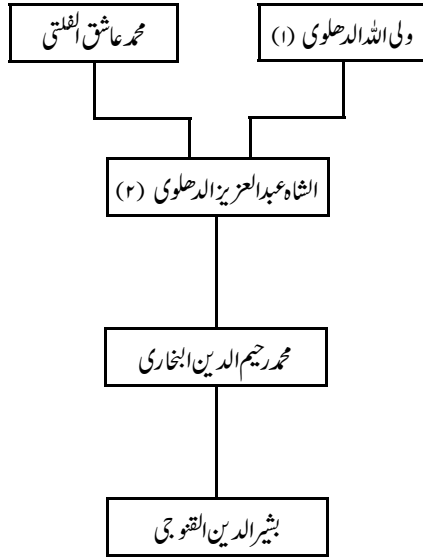 ولی اللہ الدھلوی (۱)
محمد عاشق الفلتی
الشاہ عبدالعزیز الدھلوی (۲)
محمد رحیم الدین البخاری
بشیر الدین القنوجی